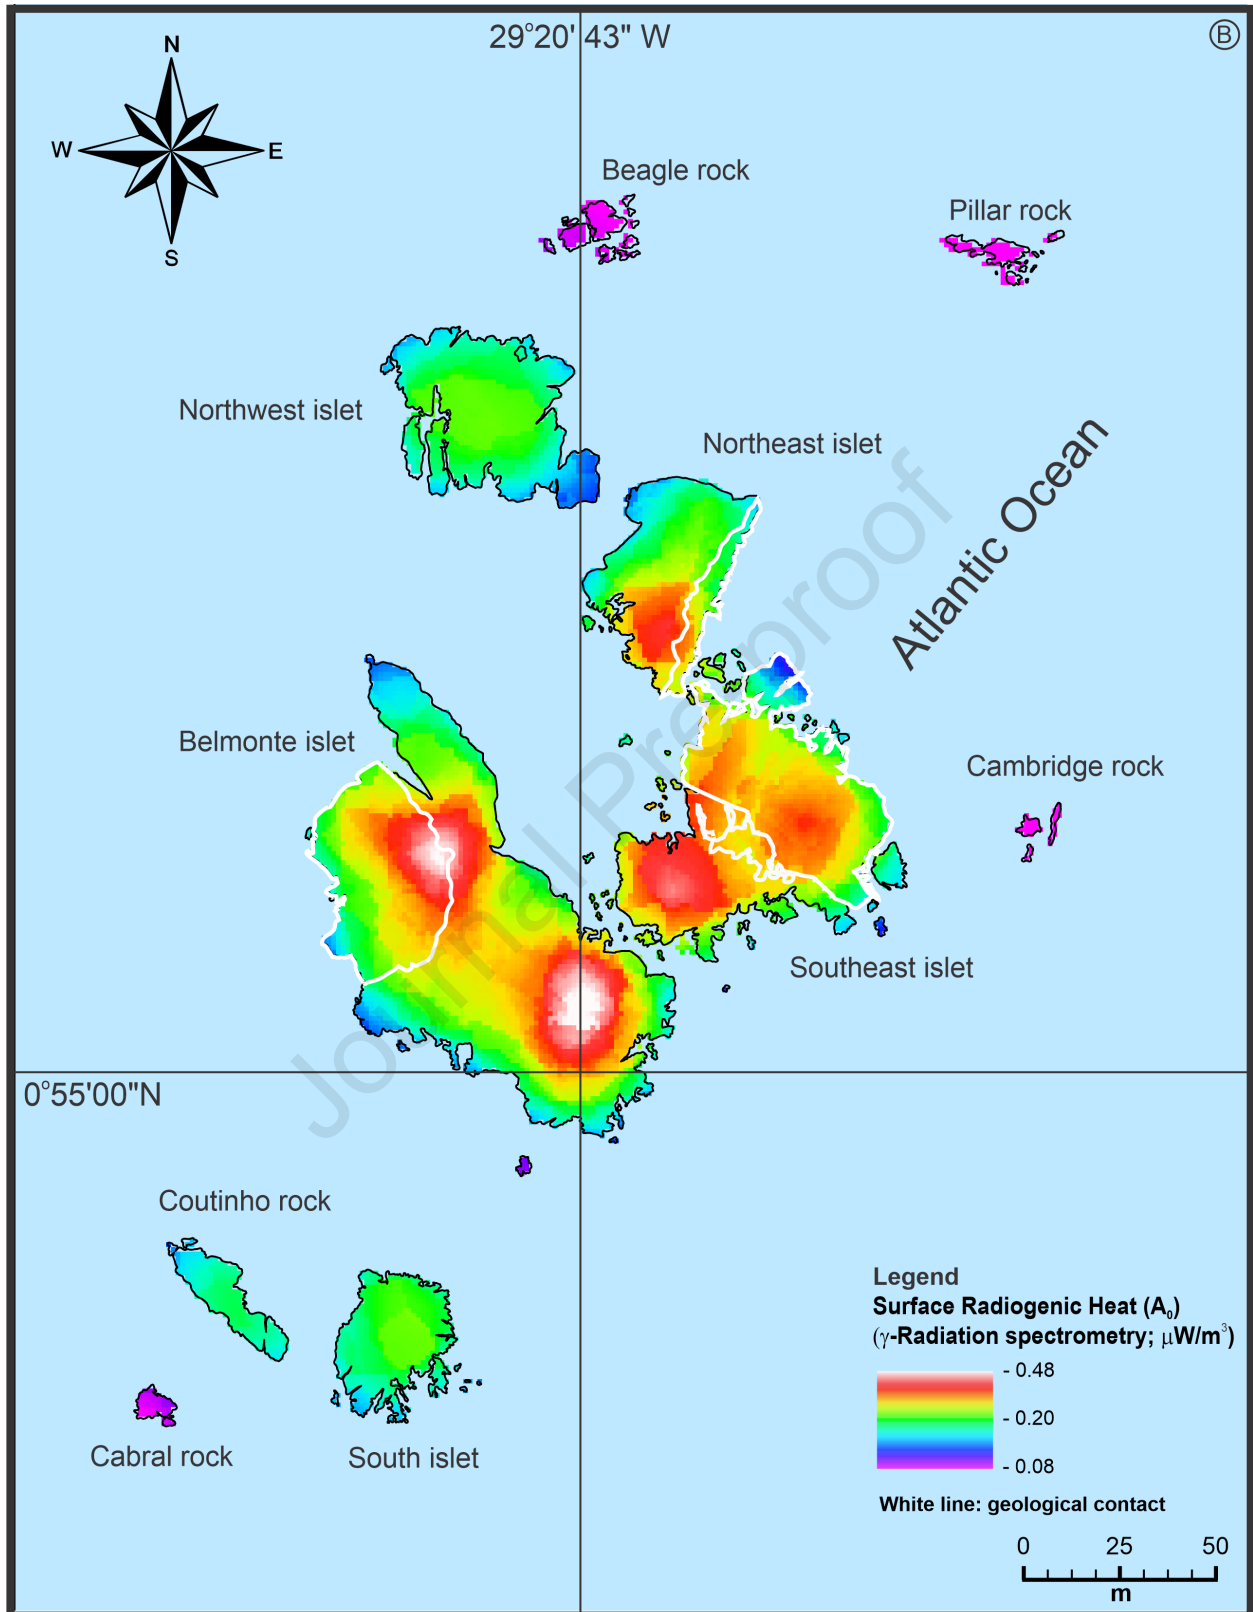 29°20' 43" W
B
N
W
E
S
Beagle rock
Pillar rock
Northwest islet
Northeast islet
Atlantic Ocean
Belmonte islet
Cambridge rock
Southeast islet
Journal Pre-proof
0°55'00"N
Coutinho rock
Cabral rock
South islet
Legend
Surface Radiogenic Heat (A₀)
(γ-Radiation spectrometry; μW/m³)
- 0.48
- 0.20
- 0.08
White line: geological contact
0 25 50
m